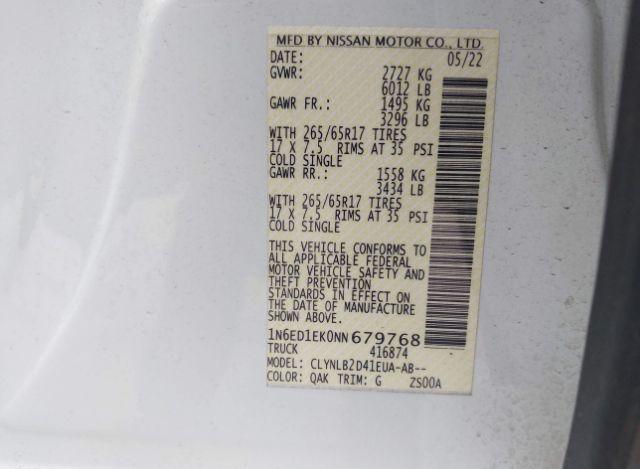 MFD BY NISSAN MOTOR CO., LTD.
DATE: 05/22
GVWR: 2727 KG
6012 LB
GAWR FR.: 1495 KG
3296 LB
WITH 265/65R17 TIRES
17 X 7.5 RIMS AT 35 PSI
COLD SINGLE
GAWR RR.: 1558 KG
3434 LB
WITH 265/65R17 TIRES
17 X 7.5 RIMS AT 35 PSI
COLD SINGLE
THIS VEHICLE CONFORMS TO
ALL APPLICABLE FEDERAL
MOTOR VEHICLE SAFETY AND
THEFT PREVENTION
STANDARDS IN EFFECT ON
THE DATE OF MANUFACTURE
SHOWN ABOVE.
1N6ED1EK0NN679768
TRUCK 416874
MODEL: CLYNLB2D41EUA-AB--
COLOR: QAK TRIM: G ZS00A